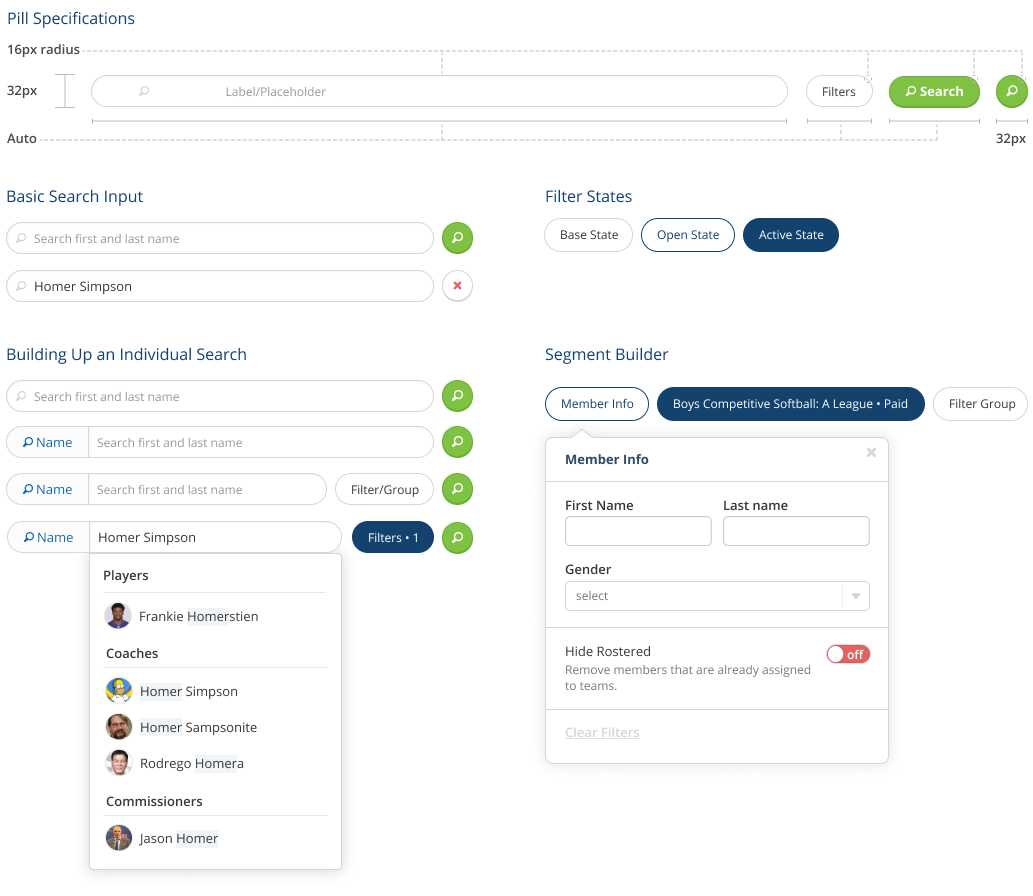 Pill Specifications
16px radius
32px
Label/Placeholder
Filters
Search
Auto
32px
Basic Search Input
Search first and last name
Homer Simpson
Filter States
Base State
Open State
Active State
Building Up an Individual Search
Search first and last name
Name
Search first and last name
Name
Search first and last name
Filter/Group
Name
Homer Simpson
Filters • 1
Players
Frankie Homerstien
Coaches
Homer Simpson
Homer Sampsonite
Rodrego Homera
Commissioners
Jason Homer
Segment Builder
Member Info
Boys Competitive Softball: A League • Paid
Filter Group
Member Info
First Name
Last name
Gender
select
Hide Rostered
off
Remove members that are already assigned
to teams.
Clear Filters